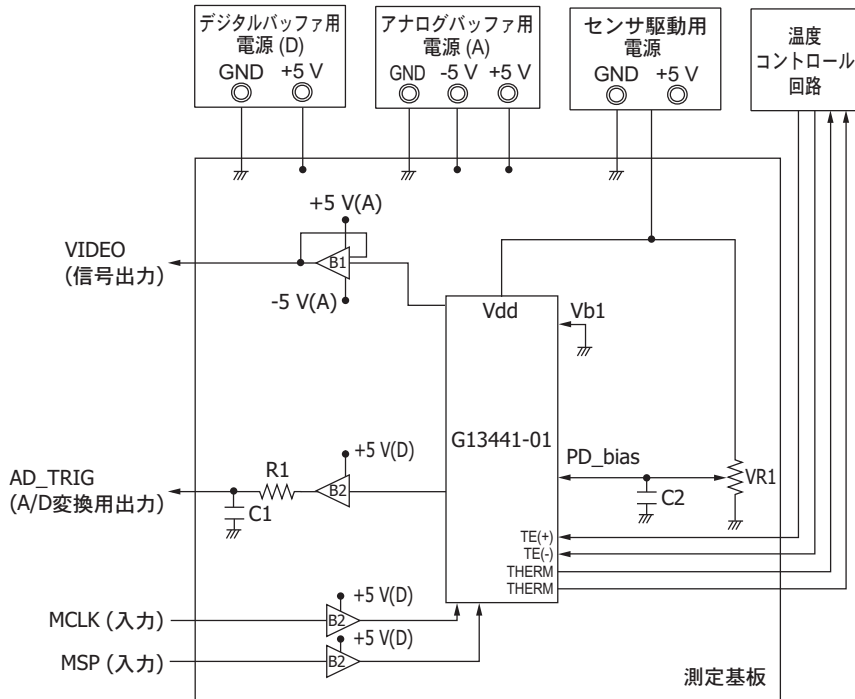 デジタルバッファ用
電源 (D)
GND +5 V
アナログバッファ用
電源 (A)
GND -5 V +5 V
センサ駆動用
電源
GND +5 V
温度
コントロール
回路
+5 V(A)
VIDEO
(信号出力)
B1
-5 V(A)
Vdd
Vb1
G13441-01
+5 V(D)
AD_TRIG
(A/D変換用出力)
R1
B2
C1
PD_bias
C2
VR1
TE(+)
TE(-)
THERM
THERM
+5 V(D)
MCLK (入力)
B2
+5 V(D)
MSP (入力)
B2
測定基板